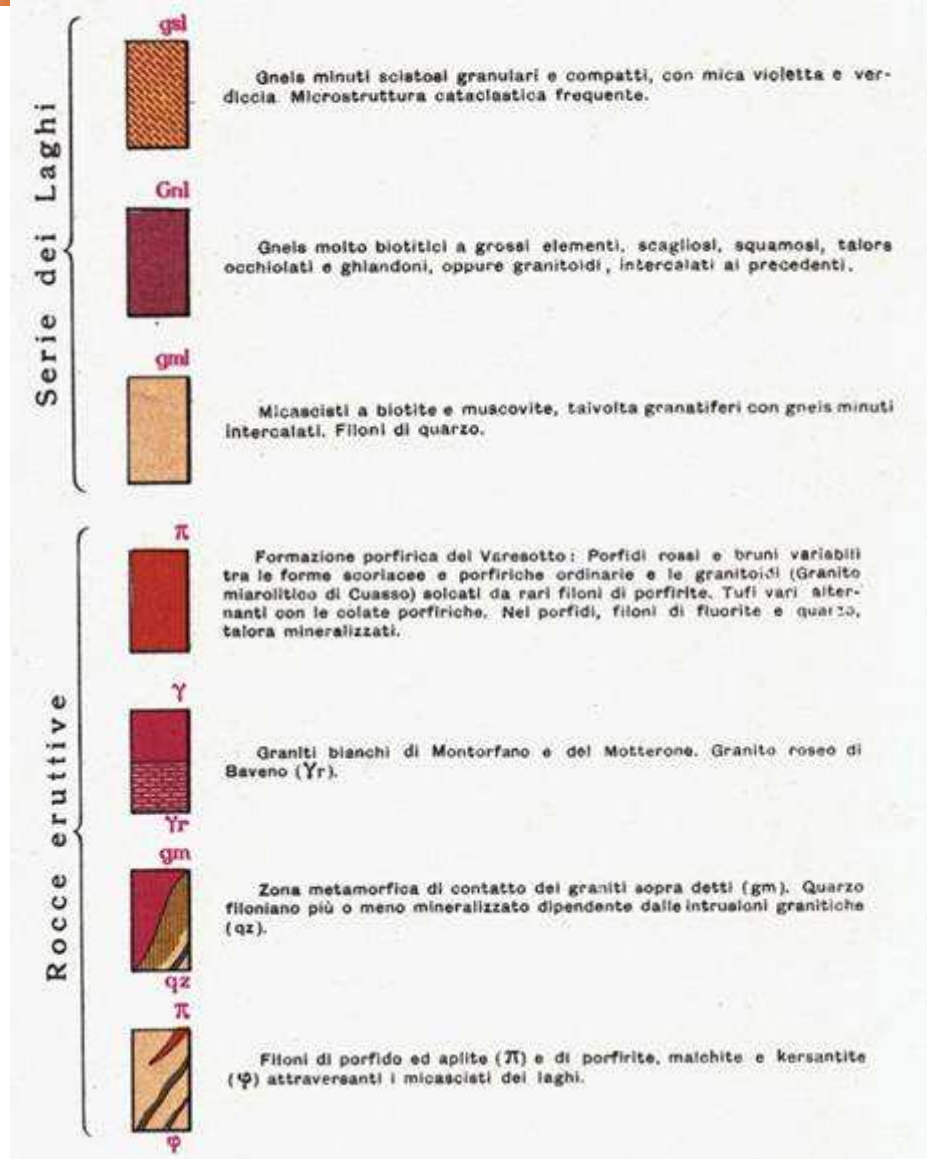 Serie dei Laghi
gsl
Gneis minuti scistosi granulari e compatti, con mica violetta e ver-
diccia. Microstruttura cataclastica frequente.
Gnl
Gneis molto biotitici a grossi elementi, scagliosi, squamosi, talora
occhiolati e ghiandoni, oppure granitoidi, intercalati ai precedenti.
gml
Micascisti a biotite e muscovite, talvolta granatiferi con gneis minuti
intercalati. Filoni di quarzo.
Rocce eruttive
π
Formazione porfirica del Varesotto: Porfidi rossi e bruni variabili
tra le forme scoriacee e porfiriche ordinarie e le granitoidi (Granito
miarolitico di Cuasso) solcati da rari filoni di porfirite. Tufi vari alter-
nanti con le colate porfiriche. Nei porfidi, filoni di fluorite e quarzo,
talora mineralizzati.
γ
Graniti bianchi di Montorfano e del Motterone. Granito roseo di
Baveno (γr).
γr
gm
Zona metamorfica di contatto dei graniti sopra detti (gm). Quarzo
filoniano più o meno mineralizzato dipendente dalle intrusioni granitiche
(qz).
qz
π
Filoni di porfido ed aplite (π) e di porfirite, malchite e kersantite
(φ) attraversanti i micascisti dei laghi.
φ